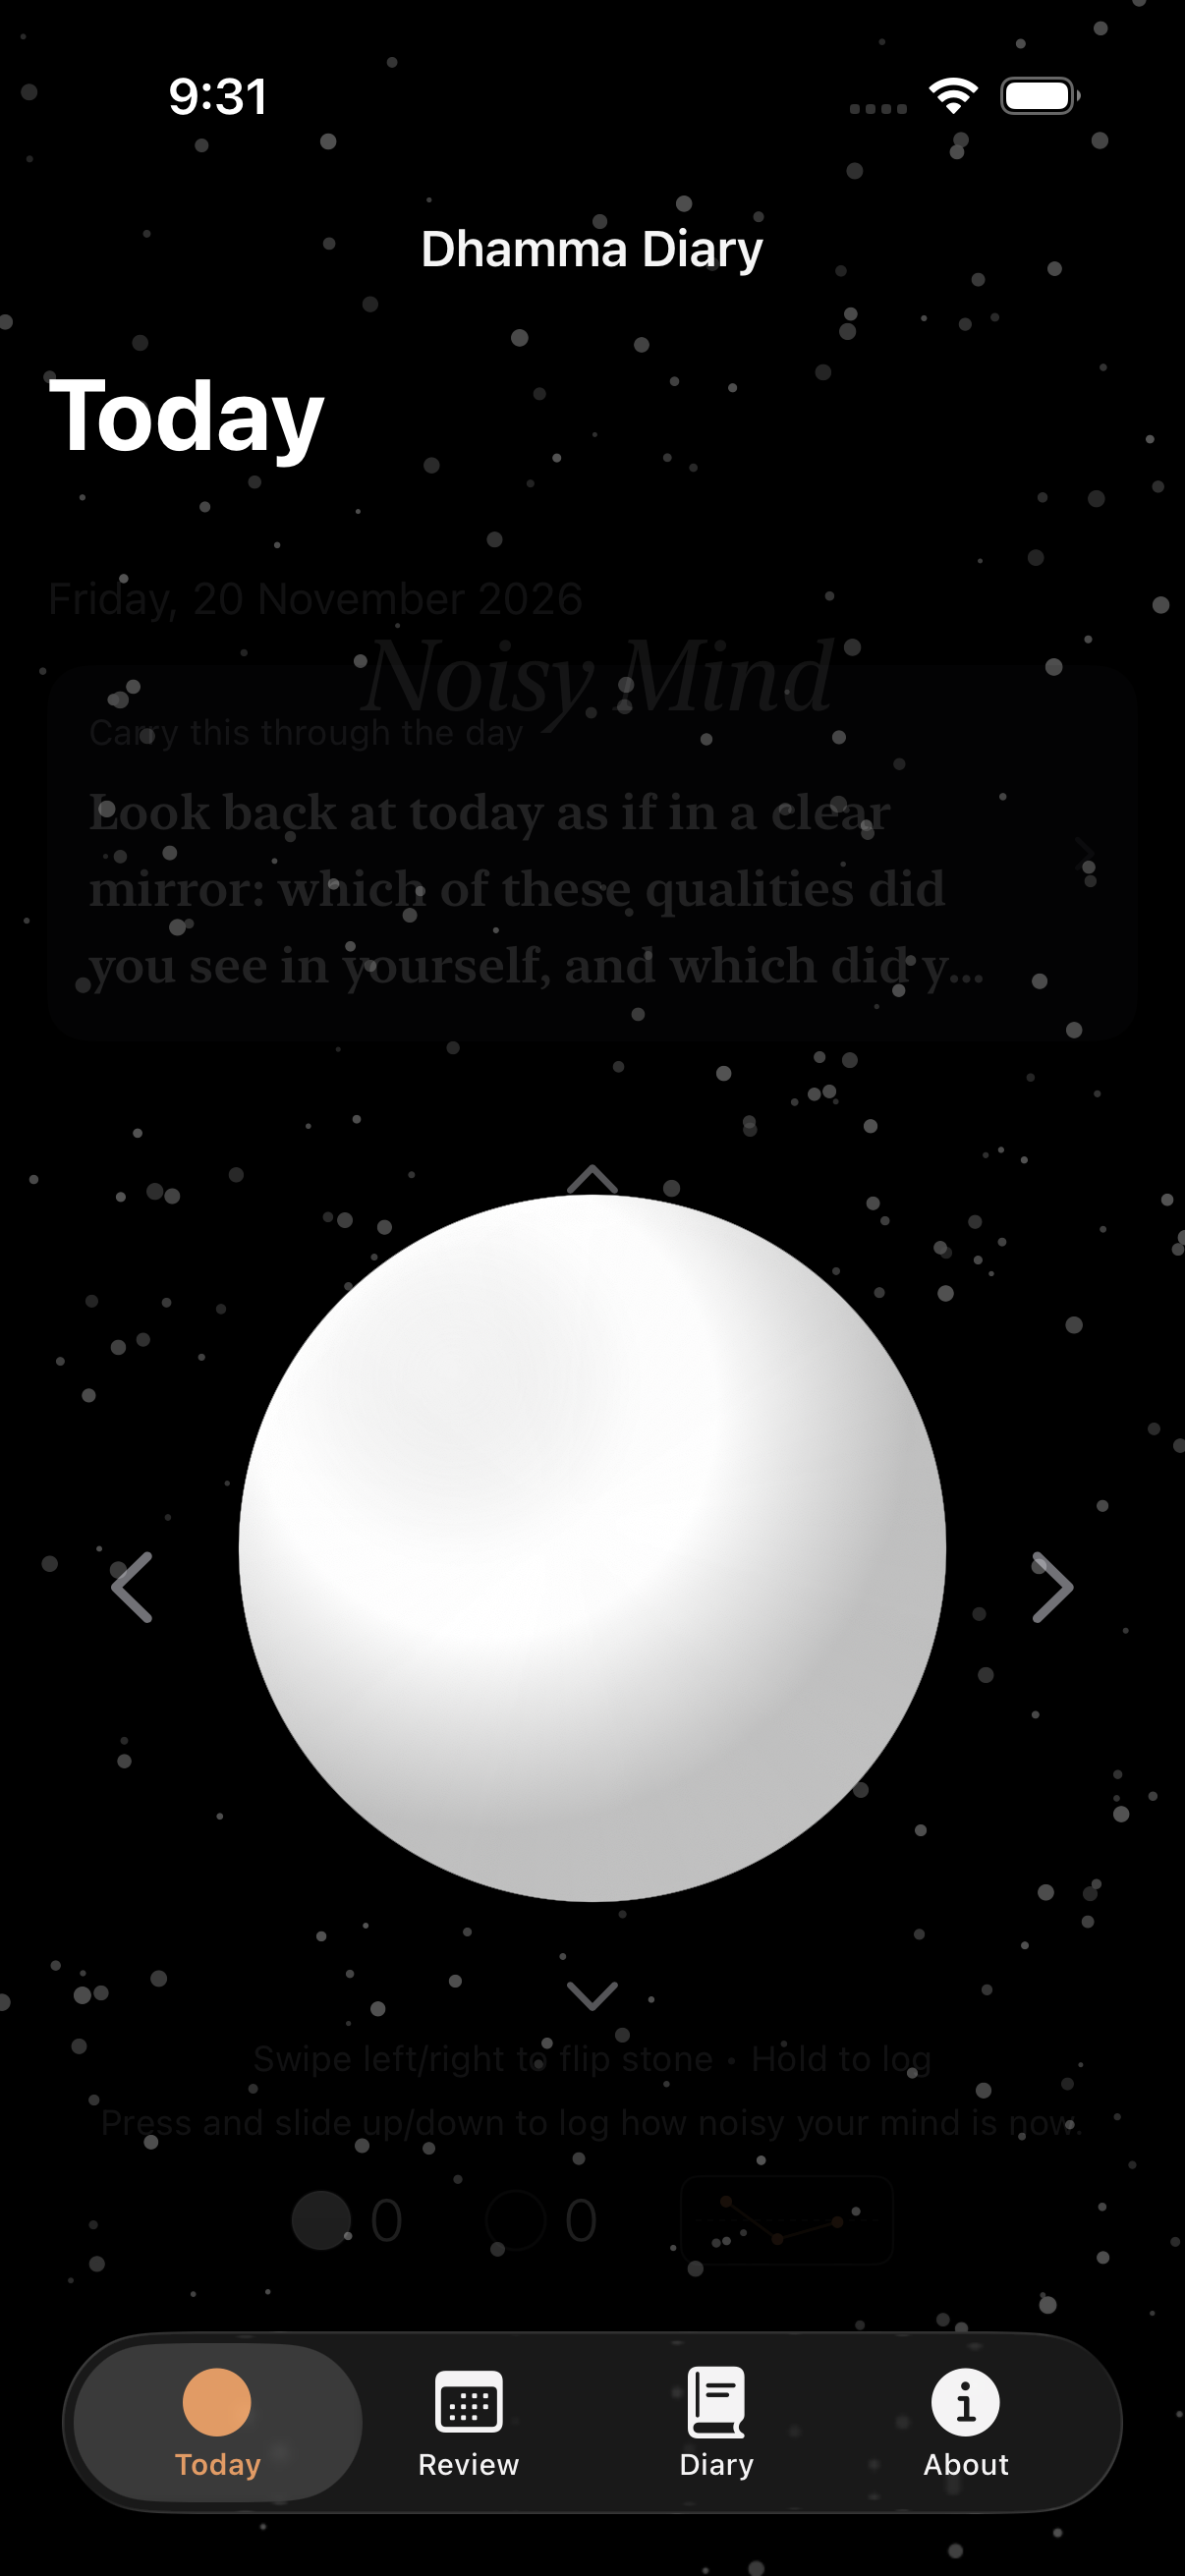 9:31
Dhamma Diary
Today
Friday, 20 November 2026
Noisy Mind
Carry this through the day
Look back at today as if in a clear
mirror: which of these qualities did
you see in yourself, and which did y...
Swipe left/right to flip stone • Hold to log
Press and slide up/down to log how noisy your mind is now.
0 0
Today Review Diary About